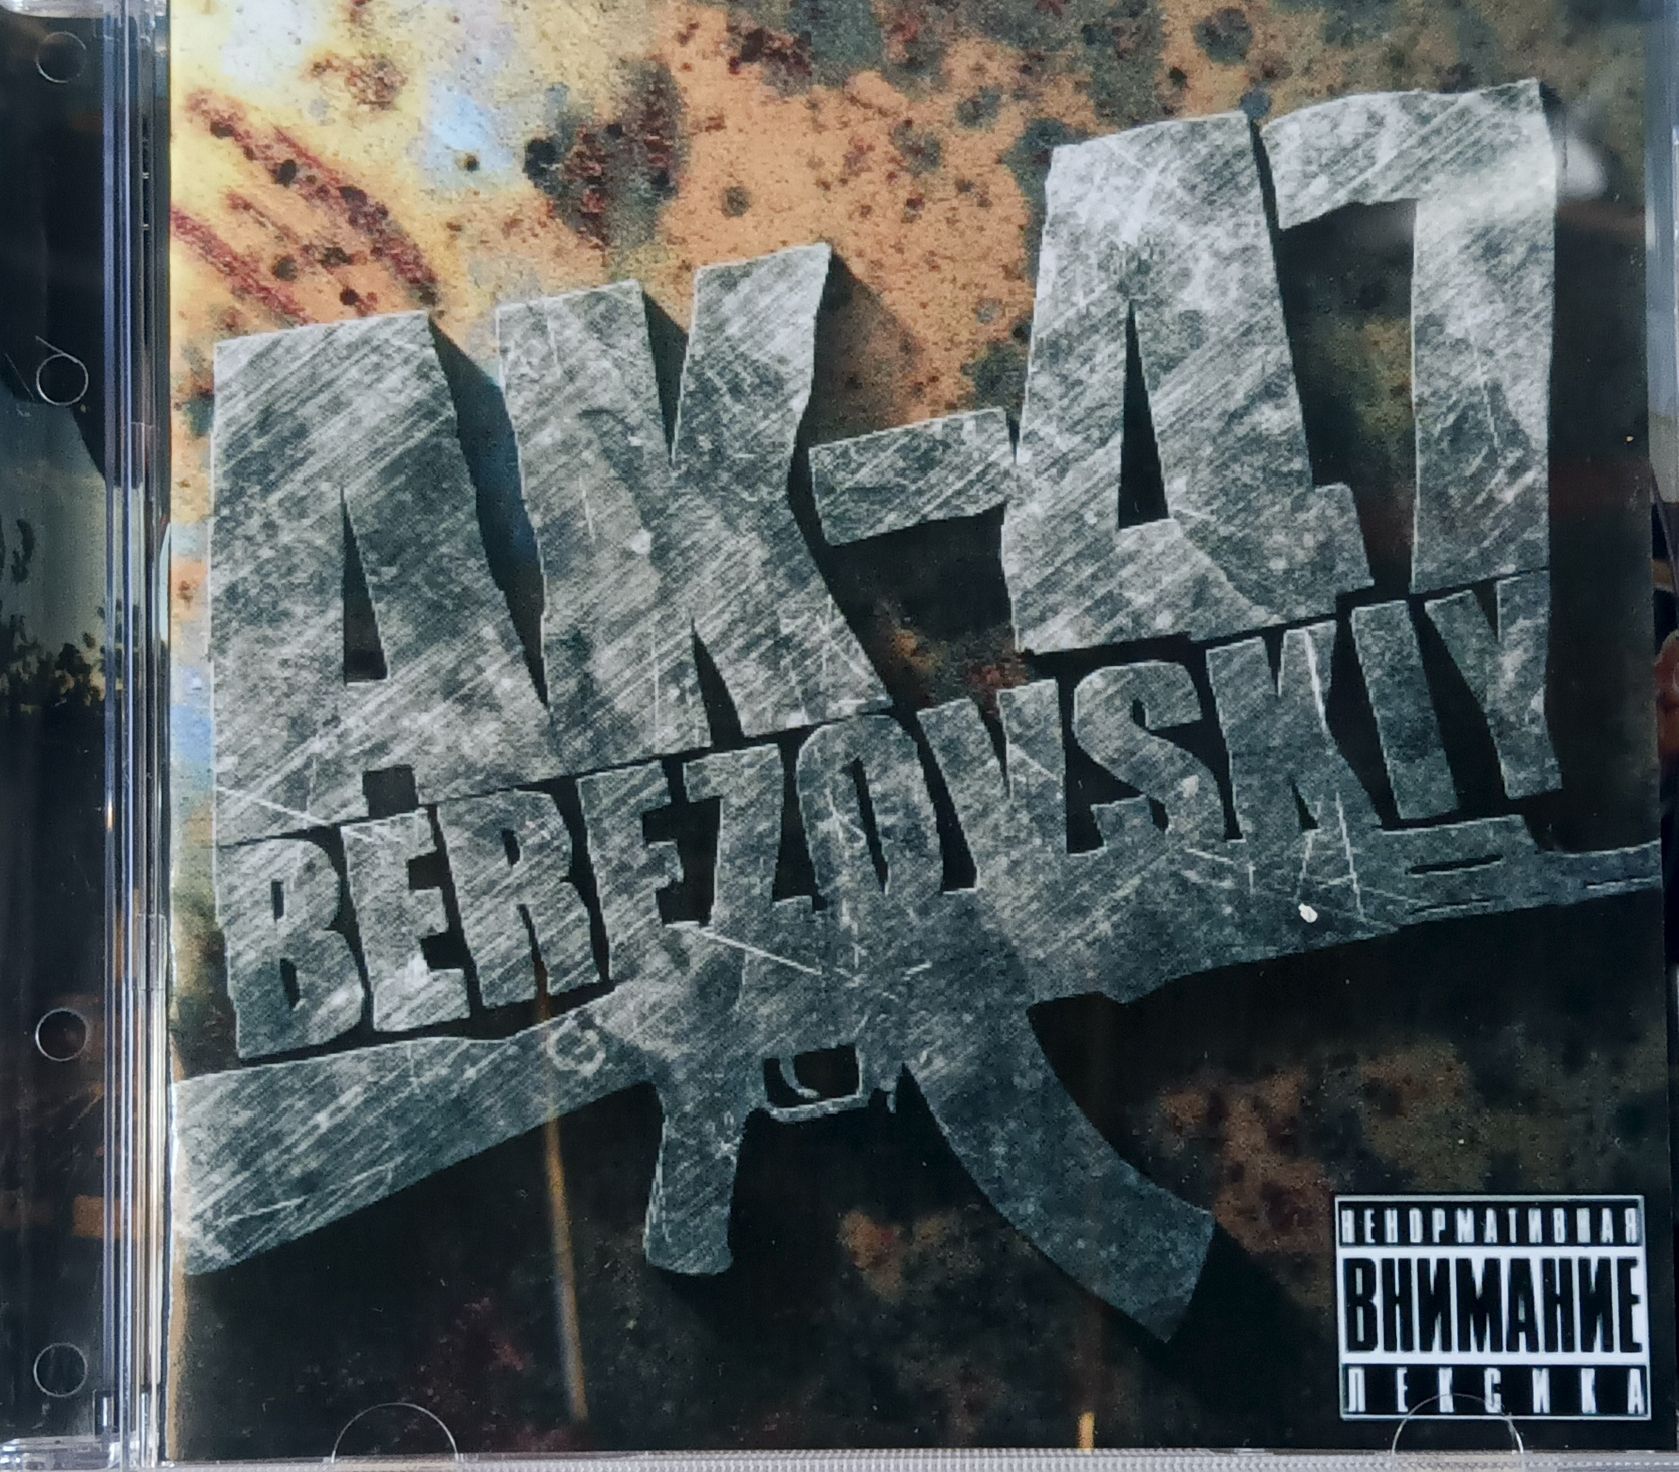 АК-47
BEREZOVSKIY
НЕНОРМАТИВНАЯ
ВНИМАНИЕ
ЛЕКСИКА